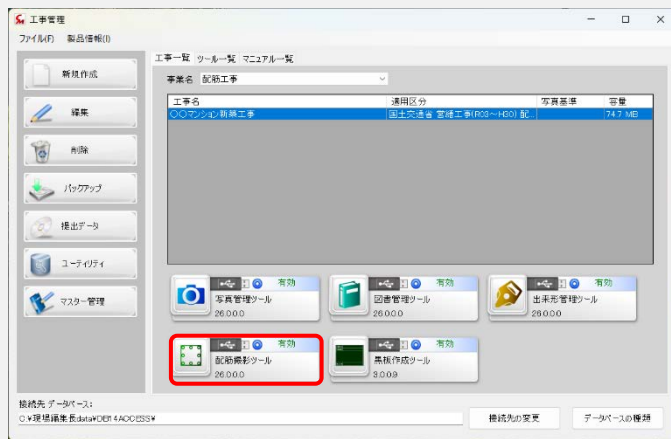 工事管理
ファイル(F) 製品情報(I)
新規作成
編集
削除
バックアップ
提出データ
ユーティリティ
マスター管理
工事一覧 ツール一覧 マニュアル一覧
事業名 配筋工事
工事名 適用区分 写真基準 容量
〇〇マンション新築工事 国土交通省 営繕工事(R03~H30) 配... 74.7 MB
有効
写真管理ツール
26.0.0.0
有効
図書管理ツール
26.0.0.0
有効
出来形管理ツール
26.0.0.0
有効
配筋撮影ツール
26.0.0.0
有効
黒板作成ツール
3.0.0.9
接続先 データベース:
C:¥現場編集長data¥DER4ACCESS¥
接続先の変更
データベースの種類